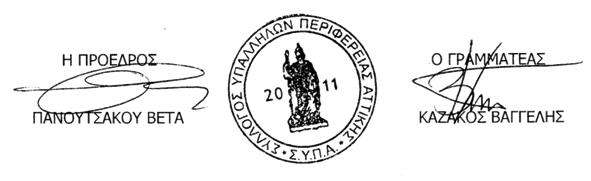 Η ΠΡΟΕΔΡΟΣ
ΠΑΝΟΥΤΣΑΚΟΥ ΒΕΤΑ
ΣΥΛΛΟΓΟΣ ΥΠΑΛΛΗΛΩΝ ΠΕΡΙΦΕΡΕΙΑΣ ΑΤΤΙΚΗΣ
20 11
• Σ.Υ.Π.Α. •
Ο ΓΡΑΜΜΑΤΕΑΣ
ΚΑΖΑΚΟΣ ΒΑΓΓΕΛΗΣ